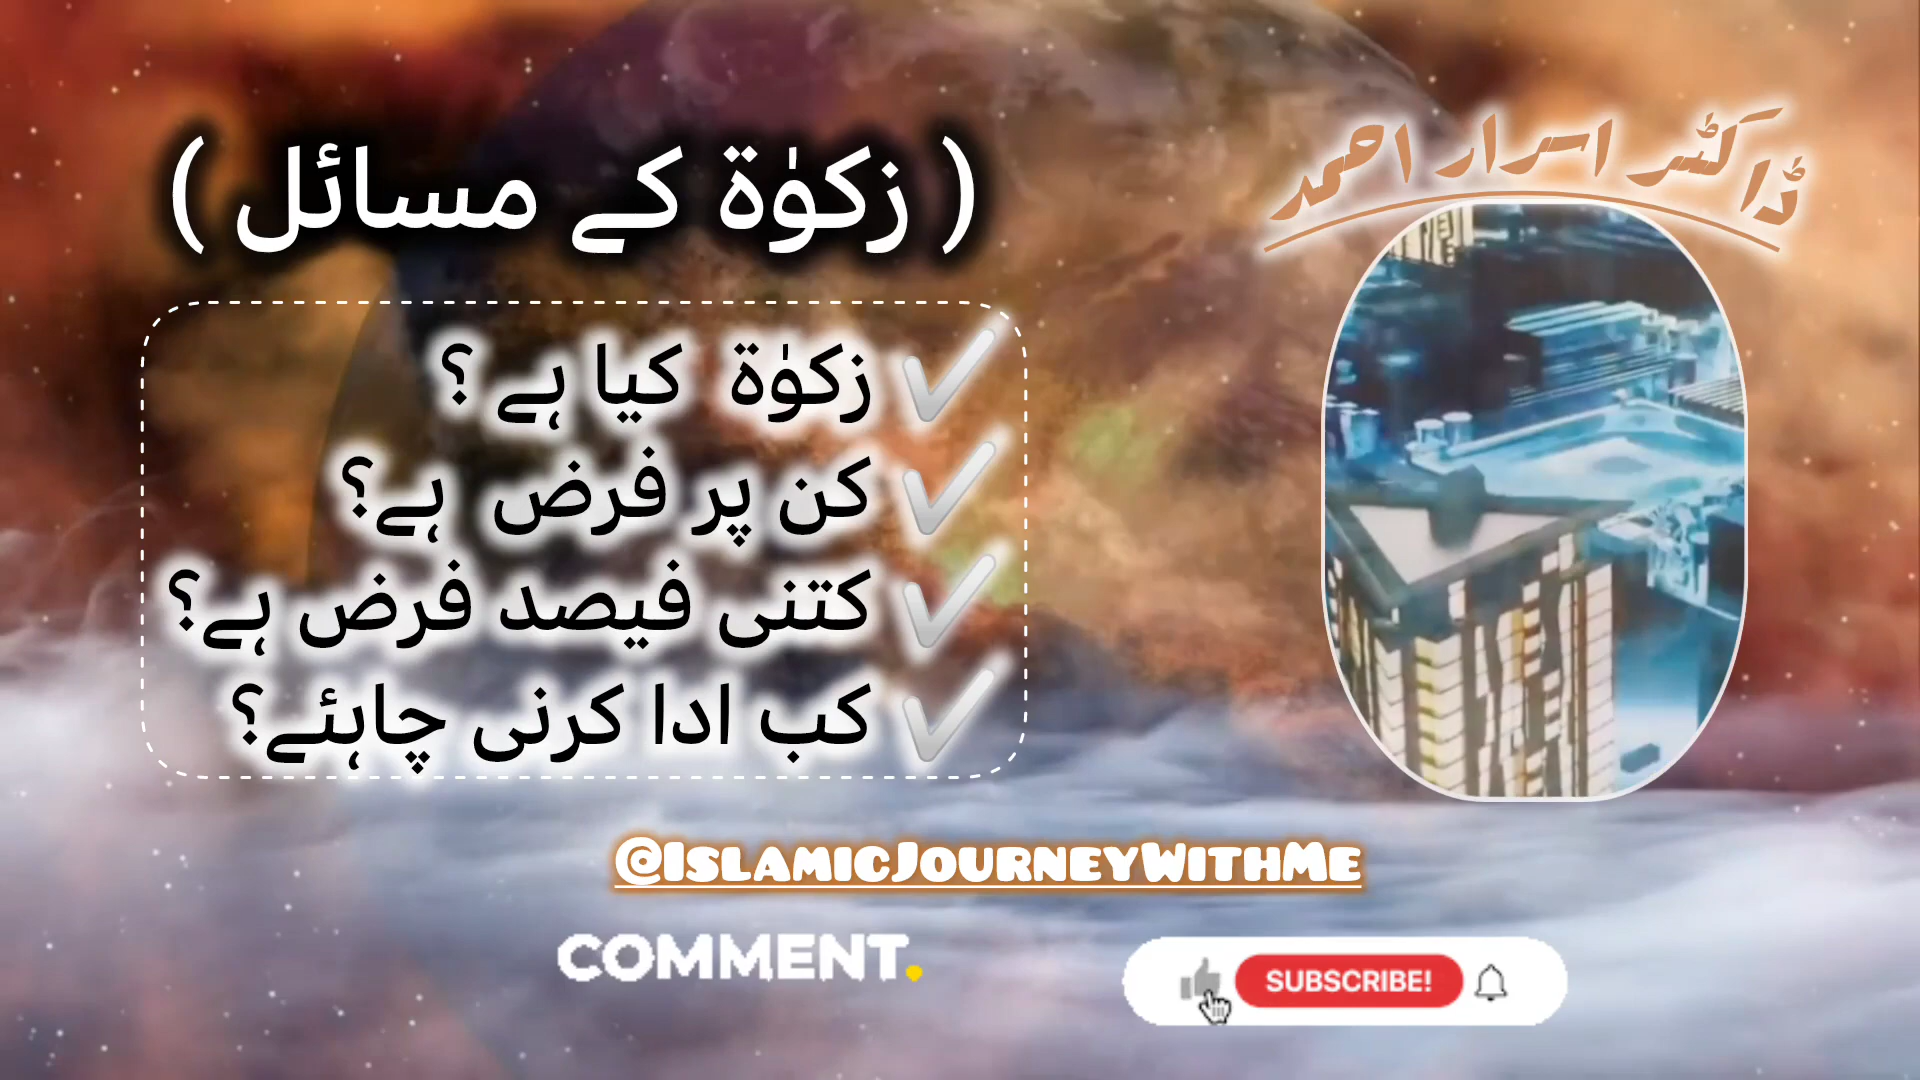 ڈاکٹر اسرار احمد
( زکوٰۃ کے مسائل )
زکوٰۃ کیا ہے ؟
کن پر فرض ہے؟
کتنی فیصد فرض ہے؟
کب ادا کرنی چاہئے؟
@IslamicJourneyWithMe
COMMENT.
SUBSCRIBE!